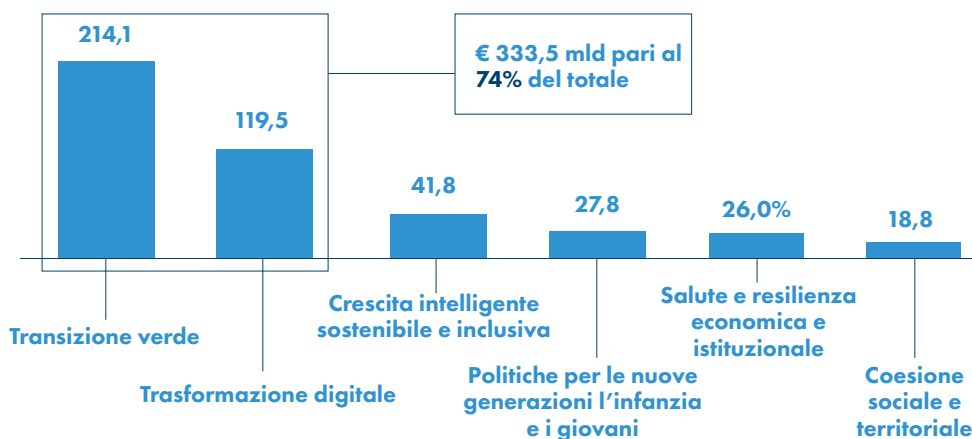 214,1
€ 333,5 mld pari al
74% del totale
119,5
41,8
27,8
26,0%
18,8
Transizione verde
Trasformazione digitale
Crescita intelligente
sostenibile e inclusiva
Politiche per le nuove
generazioni l'infanzia
e i giovani
Salute e resilienza
economica e
istituzionale
Coesione
sociale e
territoriale